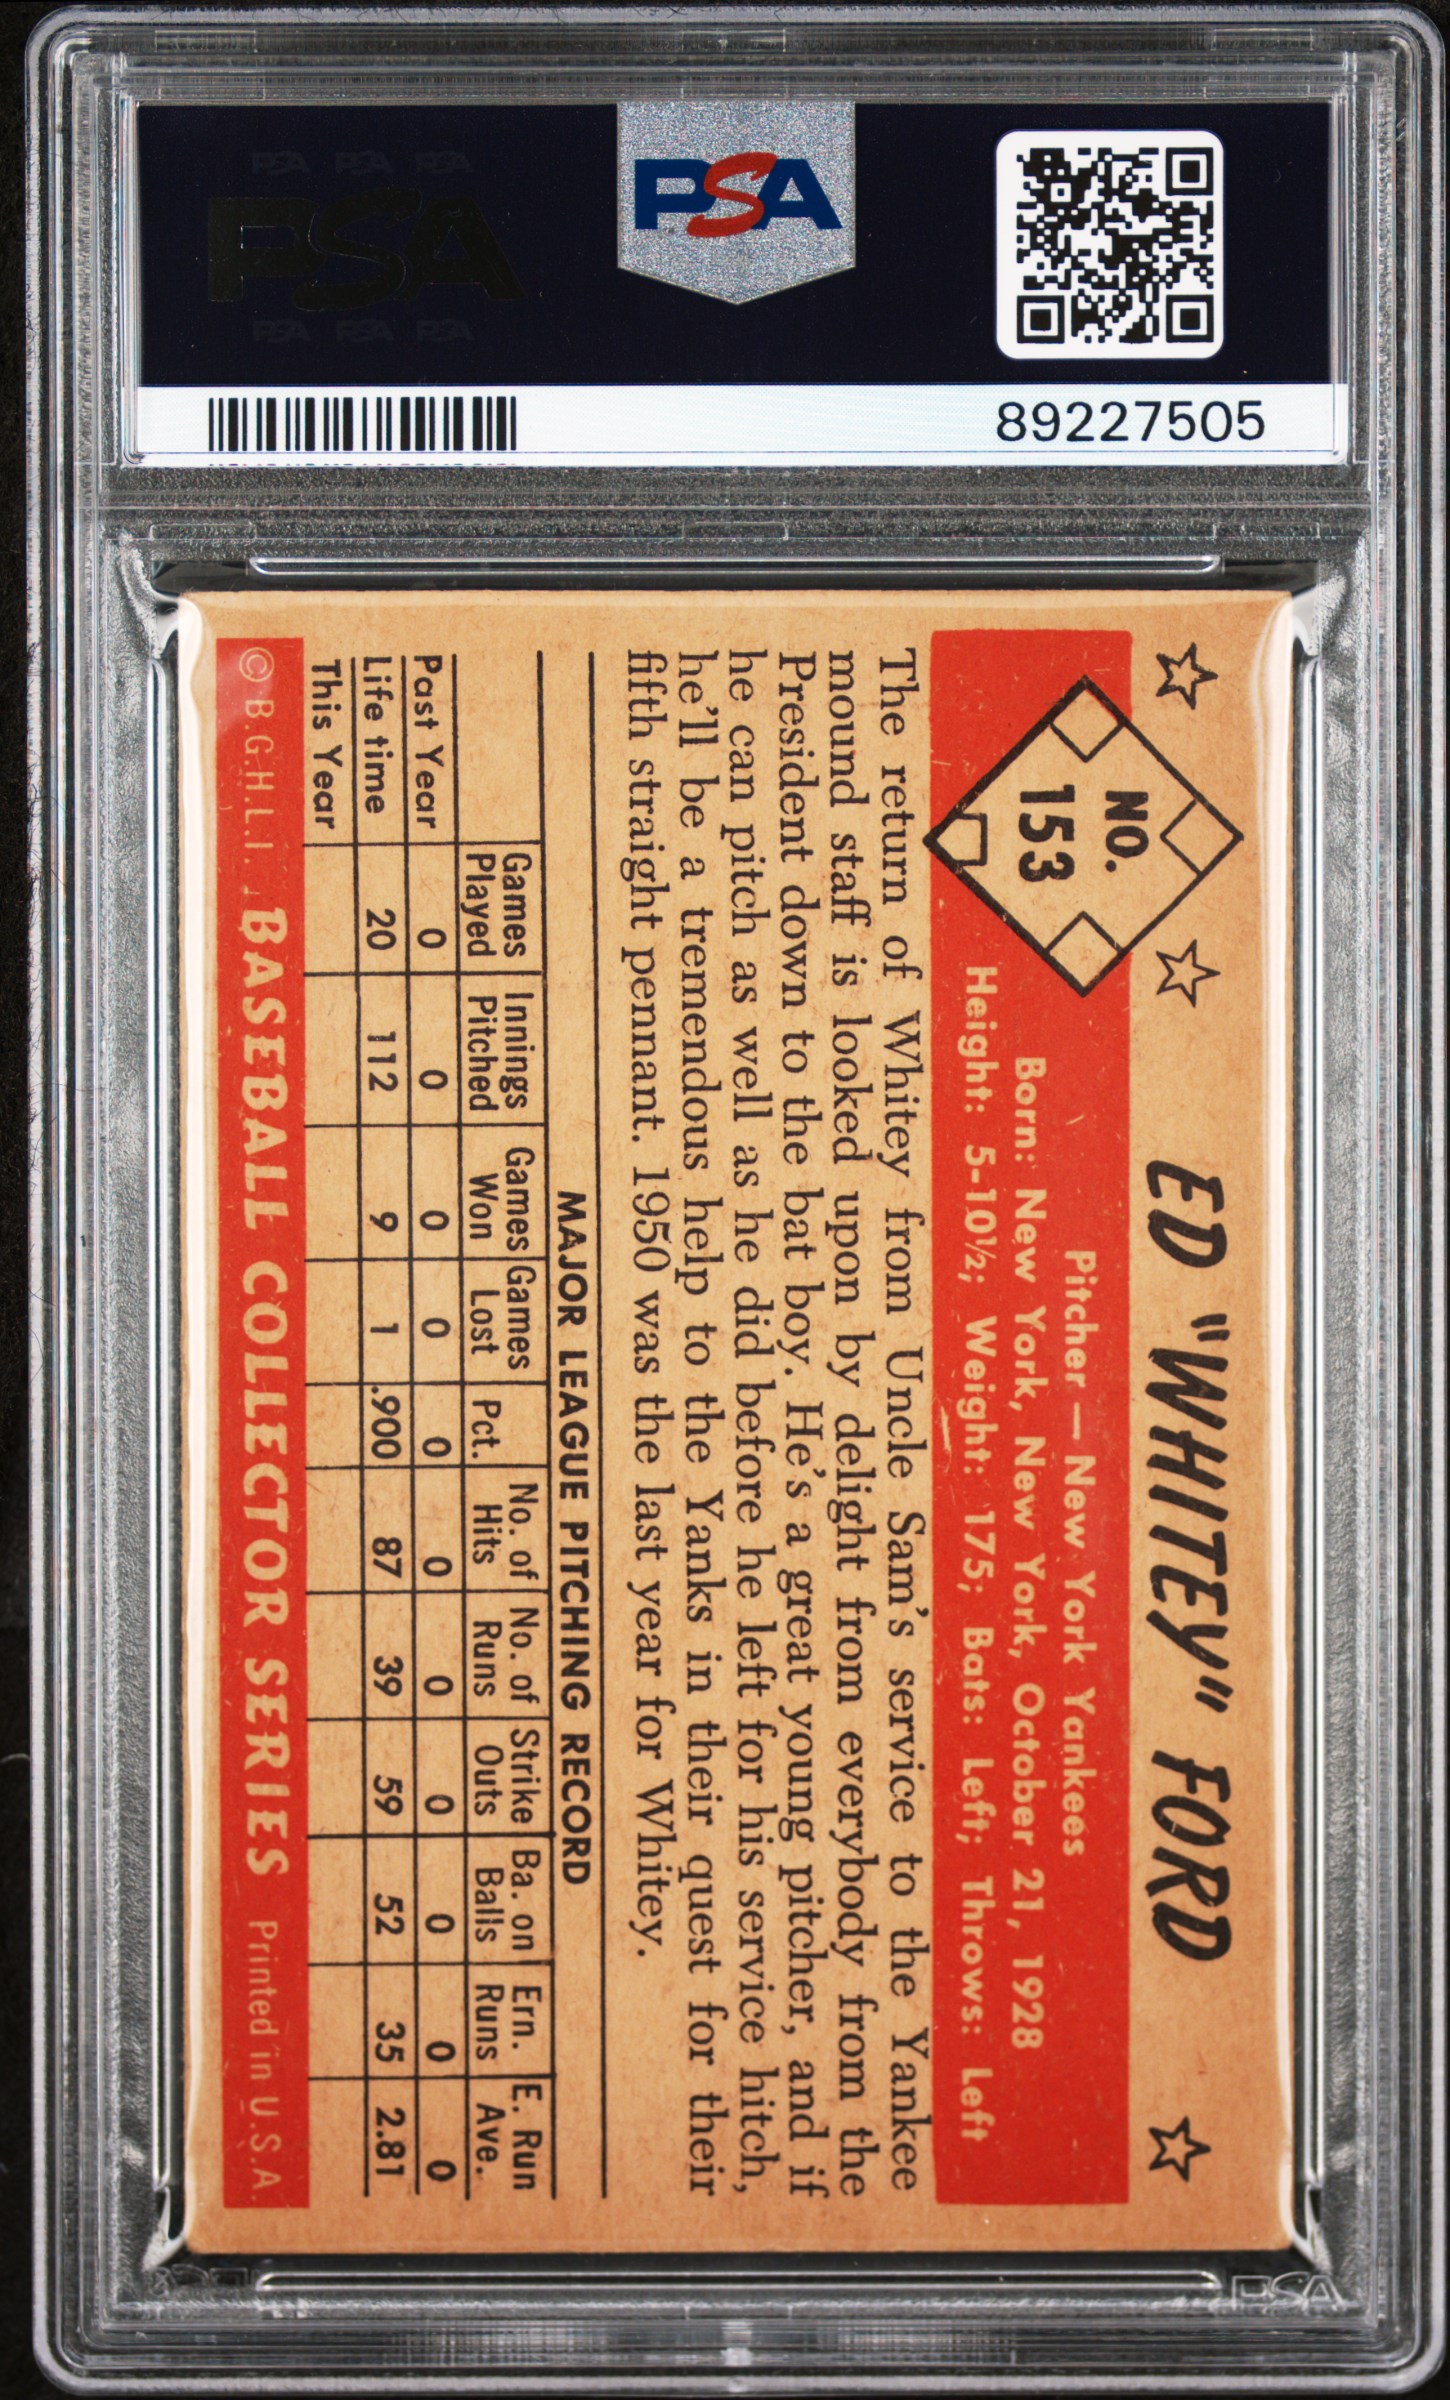 PSA PSA PSA
PSA
PSA PSA PSA
PSA
89227505
NO.
153
ED "WHITEY" FORD
Pitcher — New York Yankees
Born: New York, New York, October 21, 1928
Height: 5-10½; Weight: 175; Bats: Left; Throws: Left
The return of Whitey from Uncle Sam's service to the Yankee
mound staff is looked upon by delight from everybody from the
President down to the bat boy. He's a great young pitcher, and if
he can pitch as well as he did before he left for his service hitch,
he'll be a tremendous help to the Yanks in their quest for their
fifth straight pennant. 1950 was the last year for Whitey.
MAJOR LEAGUE PITCHING RECORD
Games Played Innings Pitched Games Won Games Lost Pct. No. of Hits No. of Runs Strike Outs Ba. on Balls Ern. Runs E. Run Ave.
Past Year 0 0 0 0 0 0 0 0 0 0 0
Life time 20 112 9 1 .900 87 39 59 52 35 2.81
This Year
© B.G.H.L.I. BASEBALL COLLECTOR SERIES Printed in U.S.A.
PSA